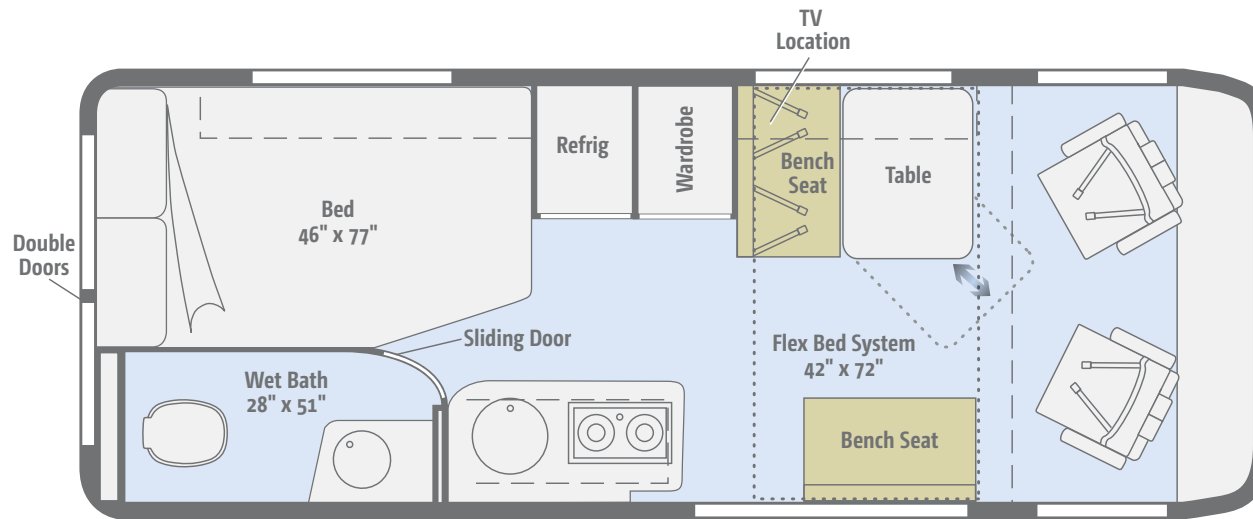 TV
Location
Refrig
Wardrobe
Bench
Seat
Table
Bed
46" x 77"
Double
Doors
Sliding Door
Flex Bed System
42" x 72"
Wet Bath
28" x 51"
Bench Seat